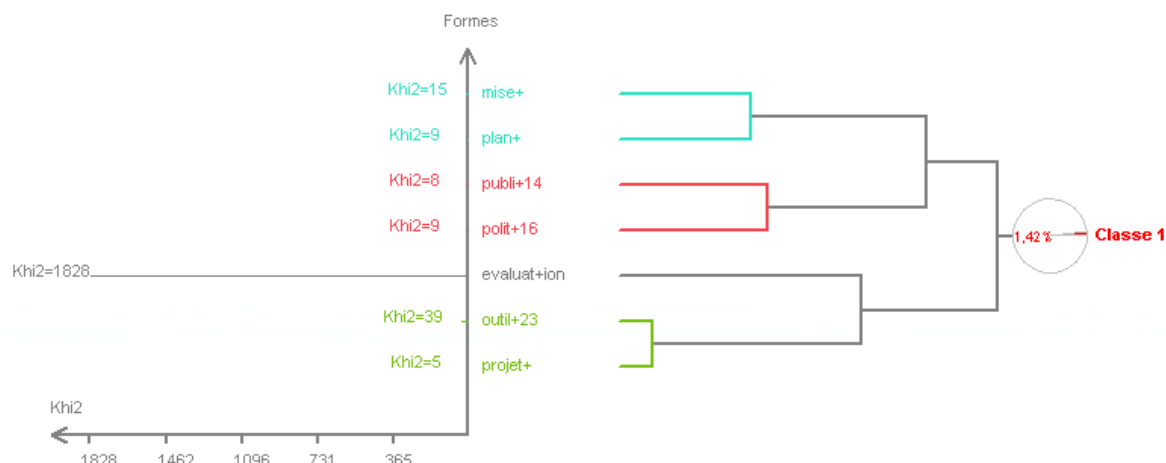 Formes
Khi2=15 mise+
Khi2=9 plan+
Khi2=8 publi+14
Khi2=9 polit+16
1,42% Classe 1
Khi2=1828 evaluat+ion
Khi2=39 outil+23
Khi2=5 projet+
Khi2
1828 1462 1096 731 365